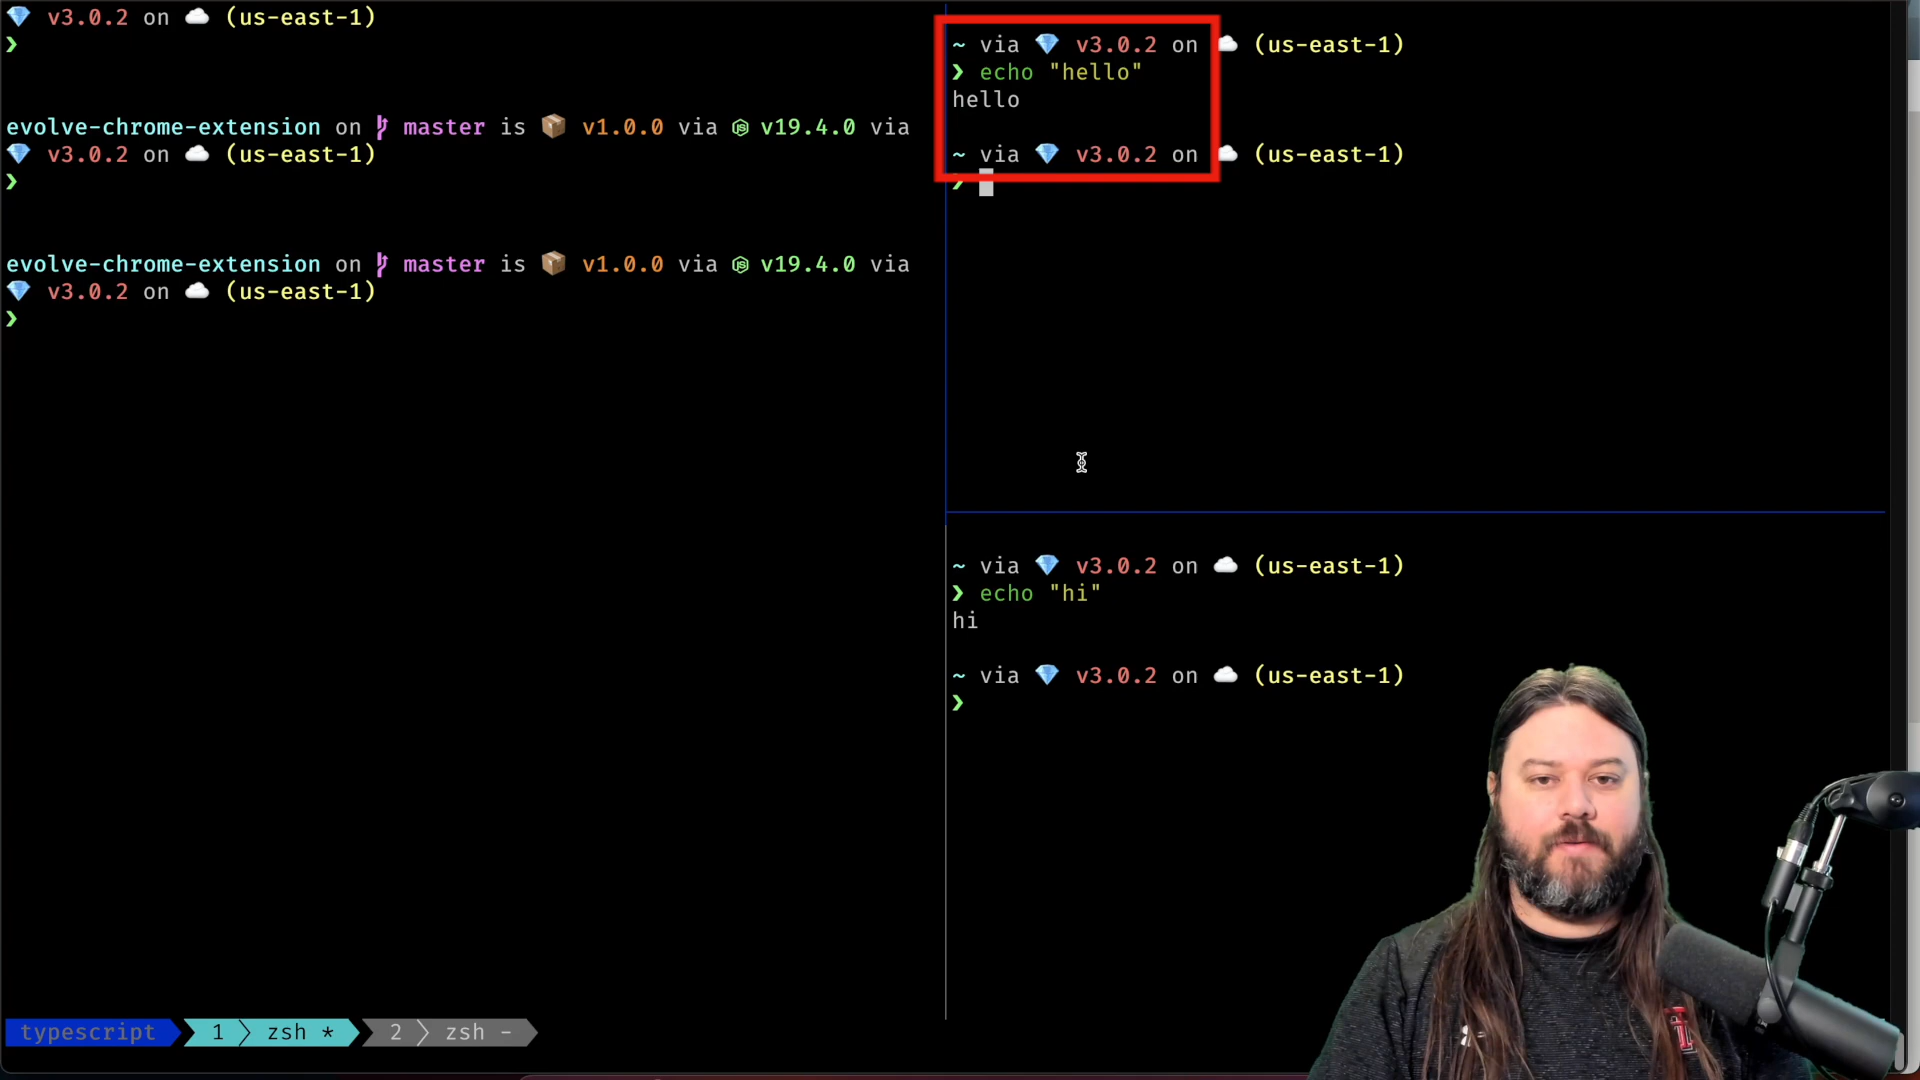 v3.0.2 on (us-east-1)
❯
evolve-chrome-extension on master is v1.0.0 via v19.4.0 via
v3.0.2 on (us-east-1)
❯
evolve-chrome-extension on master is v1.0.0 via v19.4.0 via
v3.0.2 on (us-east-1)
❯
~ via v3.0.2 on (us-east-1)
❯ echo "hello"
hello
~ via v3.0.2 on (us-east-1)
❯
~ via v3.0.2 on (us-east-1)
❯ echo "hi"
hi
~ via v3.0.2 on (us-east-1)
❯
typescript 1 zsh * 2 zsh -